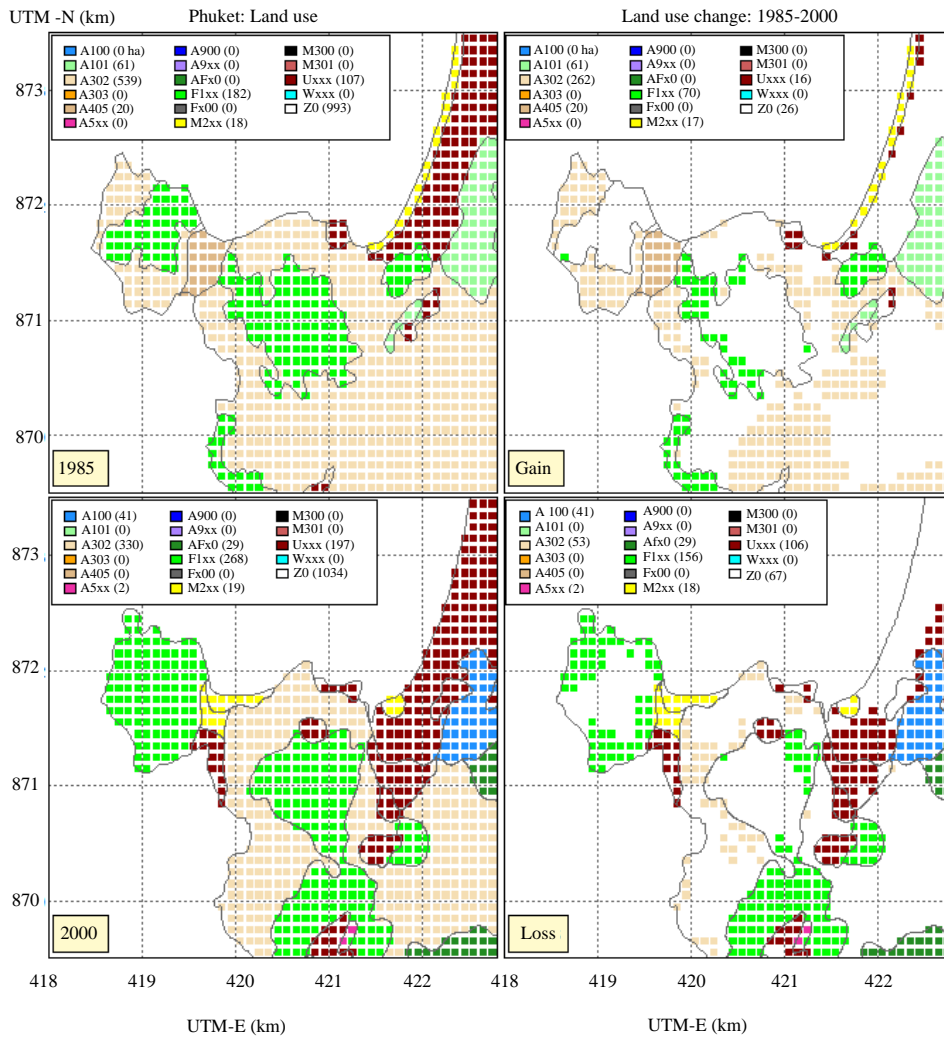 UTM -N (km)
Phuket: Land use
Land use change: 1985-2000
A100 (0 ha) A900 (0) M300 (0)
A101 (61) A9xx (0) M301 (0)
A302 (539) AFx0 (0) Uxxx (107)
A303 (0) F1xx (182) Wxxx (0)
A405 (20) Fx00 (0) Z0 (993)
A5xx (0) M2xx (18)
A100 (0 ha) A900 (0) M300 (0)
A101 (61) A9xx (0) M301 (0)
A302 (262) AFx0 (0) Uxxx (16)
A303 (0) F1xx (70) Wxxx (0)
A405 (20) Fx00 (0) Z0 (26)
A5xx (0) M2xx (17)
873
872
871
870
1985
Gain
A100 (41) A900 (0) M300 (0)
A101 (0) A9xx (0) M301 (0)
A302 (330) AFx0 (29) Uxxx (197)
A303 (0) F1xx (268) Wxxx (0)
A405 (0) Fx00 (0) Z0 (1034)
A5xx (2) M2xx (19)
A 100 (41) A900 (0) M300 (0)
A101 (0) A9xx (0) M301 (0)
A302 (53) Afx0 (29) Uxxx (106)
A303 (0) F1xx (156) Wxxx (0)
A405 (0) Fx00 (0) Z0 (67)
A5xx (2) M2xx (18)
873
872
871
870
2000
Loss
418 419 420 421 422 418 419 420 421 422
UTM-E (km)
UTM-E (km)